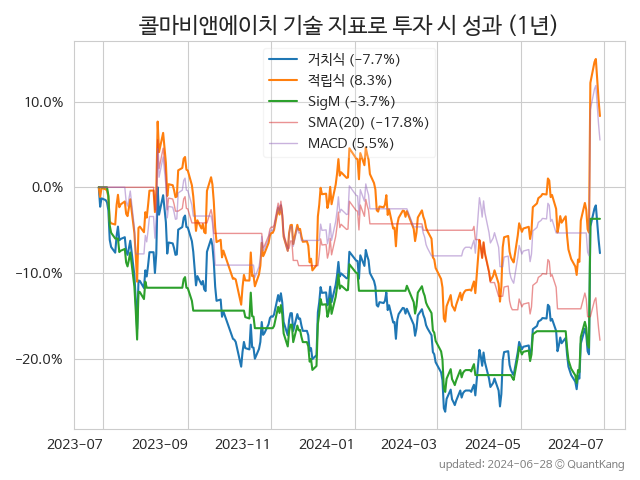 콜마비앤에이치 기술 지표로 투자 시 성과 (1년)
거치식 (−7.7%)
적립식 (8.3%)
SigM (−3.7%)
SMA(20) (−17.8%)
MACD (5.5%)
10.0%
0.0%
−10.0%
−20.0%
2023-07 2023-09 2023-11 2024-01 2024-03 2024-05 2024-07
updated: 2024-06-28 ⓒ QuantKang